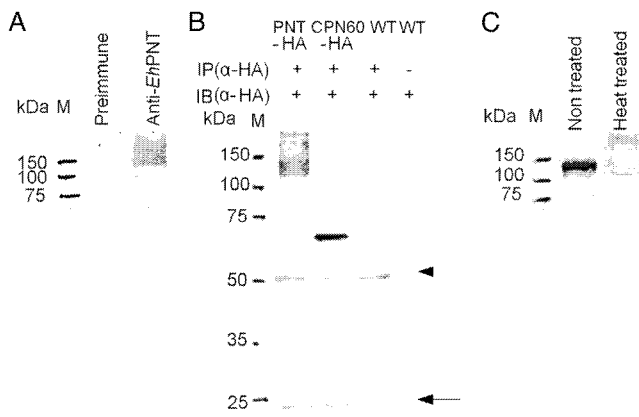 A
Preimmune
Anti-EhPNT
kDa M
150
100
75
B
PNT CPN60 WT WT
-HA -HA
IP(α-HA) + + + -
IB(α-HA) + + + +
kDa M
150
100
75
50
35
25
C
Non treated
Heat treated
kDa M
150
100
75